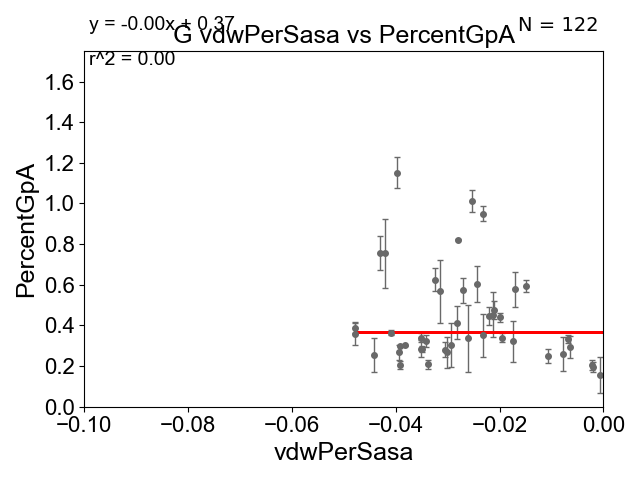 y = -0.00x + 0.37
G vdwPerSasa vs PercentGpA
N = 122
r^2 = 0.00
PercentGpA
1.6
1.4
1.2
1.0
0.8
0.6
0.4
0.2
0.0
−0.10 −0.08 −0.06 −0.04 −0.02 0.00
vdwPerSasa